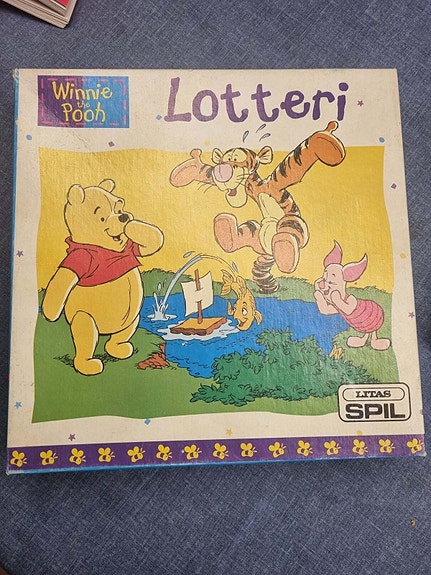 Winnie
the
Pooh
Lotteri
LITAS
SPIL